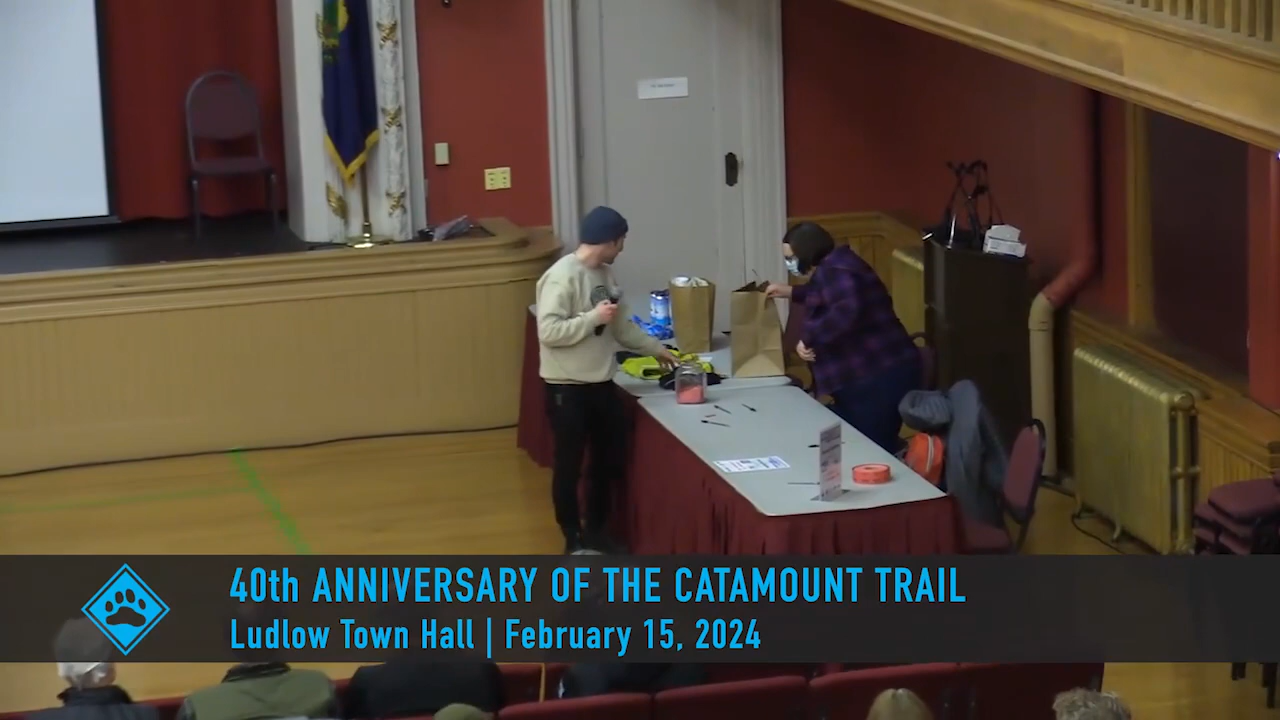 40th ANNIVERSARY OF THE CATAMOUNT TRAIL
Ludlow Town Hall | February 15, 2024